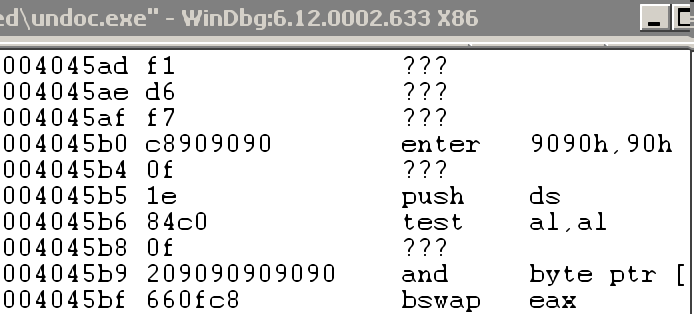 ed\undoc.exe" - WinDbg:6.12.0002.633 X86
004045ad f1 ???
004045ae d6 ???
004045af f7 ???
004045b0 c8909090 enter 9090h,90h
004045b4 0f ???
004045b5 1e push ds
004045b6 84c0 test al,al
004045b8 0f ???
004045b9 209090909090 and byte ptr [
004045bf 660fc8 bswap eax